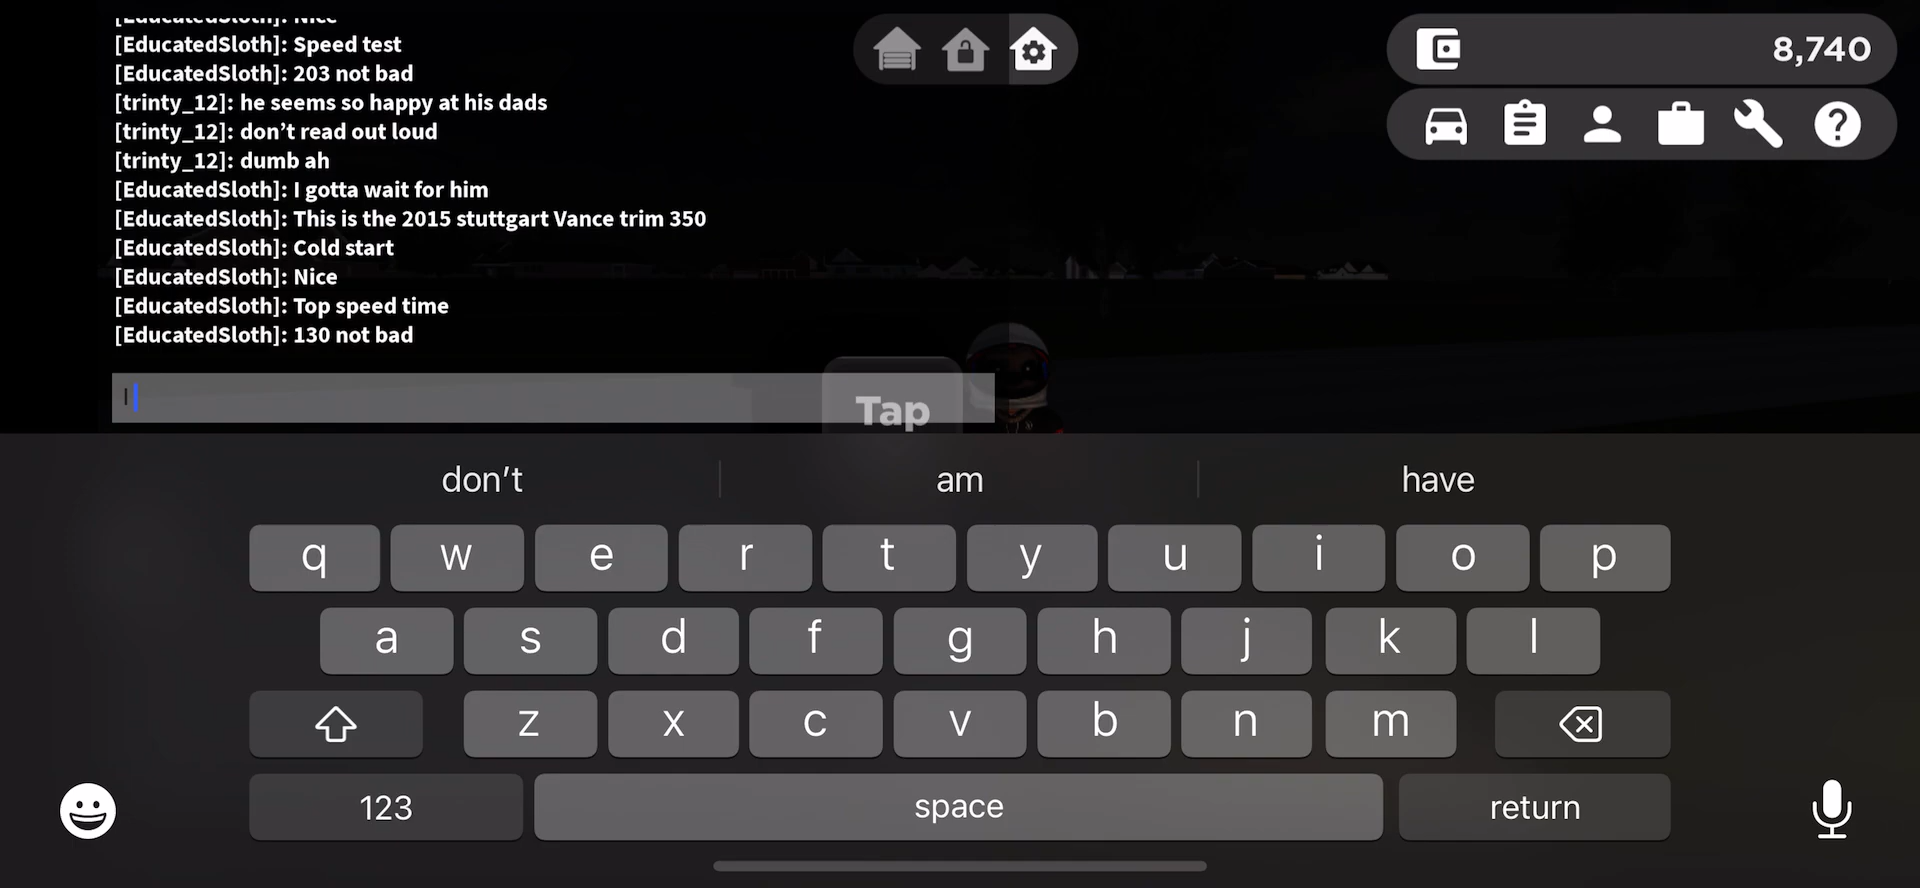 [EducatedSloth]: Nice
[EducatedSloth]: Speed test
[EducatedSloth]: 203 not bad
[trinty_12]: he seems so happy at his dads
[trinty_12]: don’t read out loud
[trinty_12]: dumb ah
[EducatedSloth]: I gotta wait for him
[EducatedSloth]: This is the 2015 stuttgart Vance trim 350
[EducatedSloth]: Cold start
[EducatedSloth]: Nice
[EducatedSloth]: Top speed time
[EducatedSloth]: 130 not bad
8,740
I
Tap
don’t am have
q w e r t y u i o p
a s d f g h j k l
z x c v b n m
123 space return